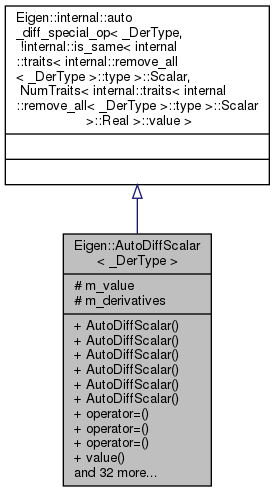 Eigen::internal::auto
_diff_special_op< _DerType,
!internal::is_same< internal
::traits< internal::remove_all
< _DerType >::type >::Scalar,
NumTraits< internal::traits< internal
::remove_all< _DerType >::type >::Scalar
>::Real >::value >
Eigen::AutoDiffScalar
< _DerType >
# m_value
# m_derivatives
+ AutoDiffScalar()
+ AutoDiffScalar()
+ AutoDiffScalar()
+ AutoDiffScalar()
+ AutoDiffScalar()
+ AutoDiffScalar()
+ operator=()
+ operator=()
+ operator=()
+ value()
and 32 more...